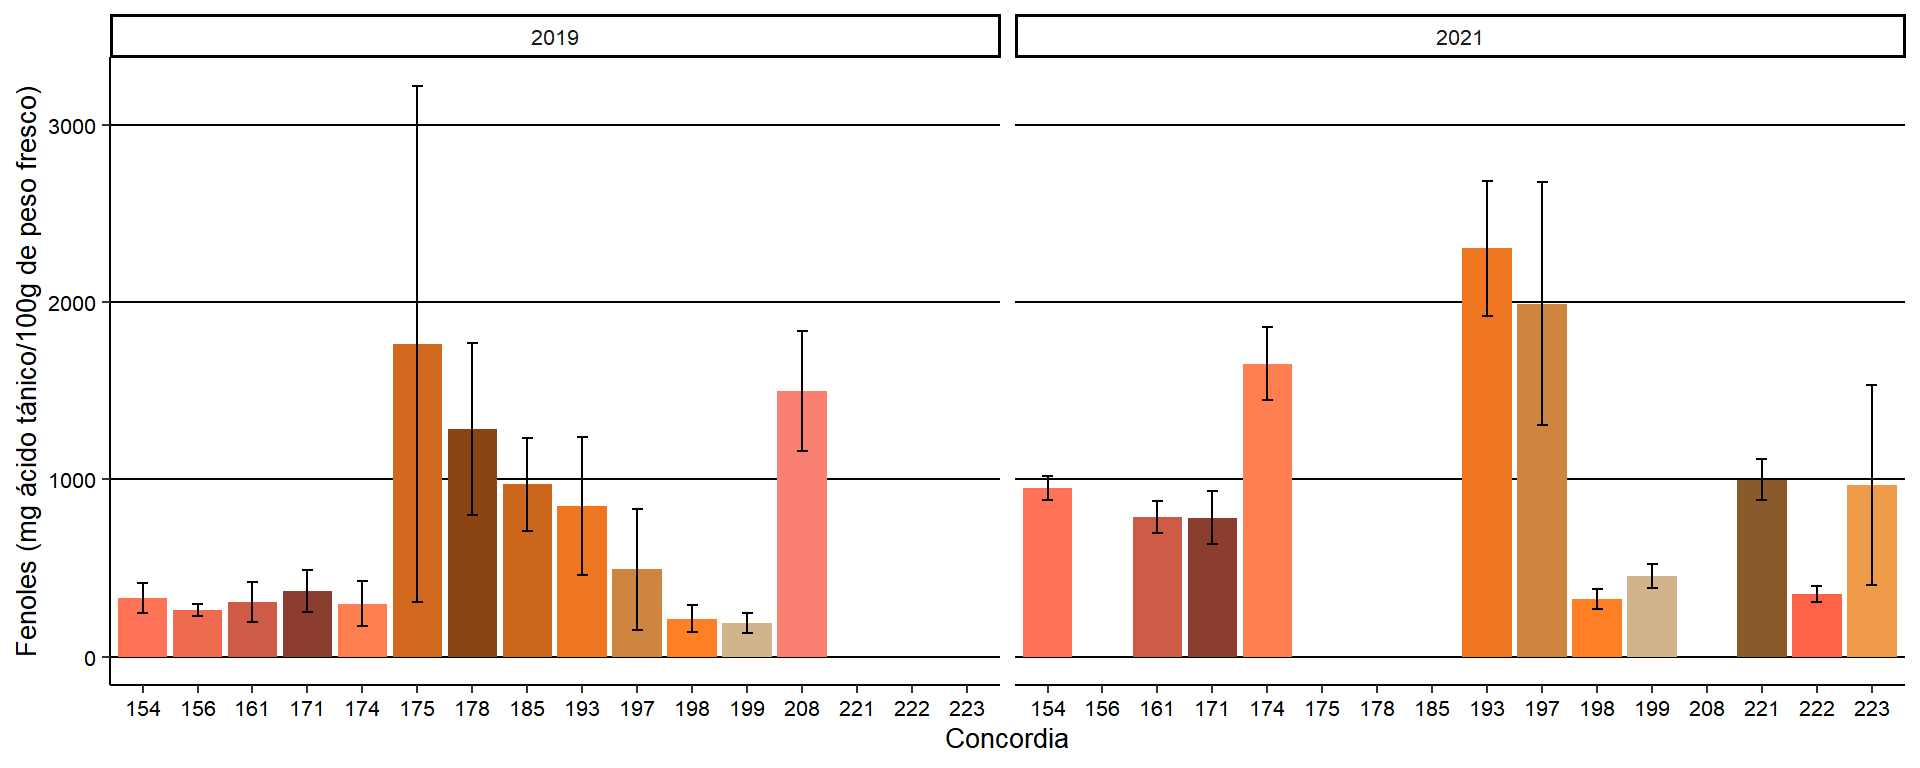 2019 2021
Fenoles (mg ácido tánico/100g de peso fresco)
3000
2000
1000
0
154 156 161 171 174 175 178 185 193 197 198 199 208 221 222 223 154 156 161 171 174 175 178 185 193 197 198 199 208 221 222 223
Concordia